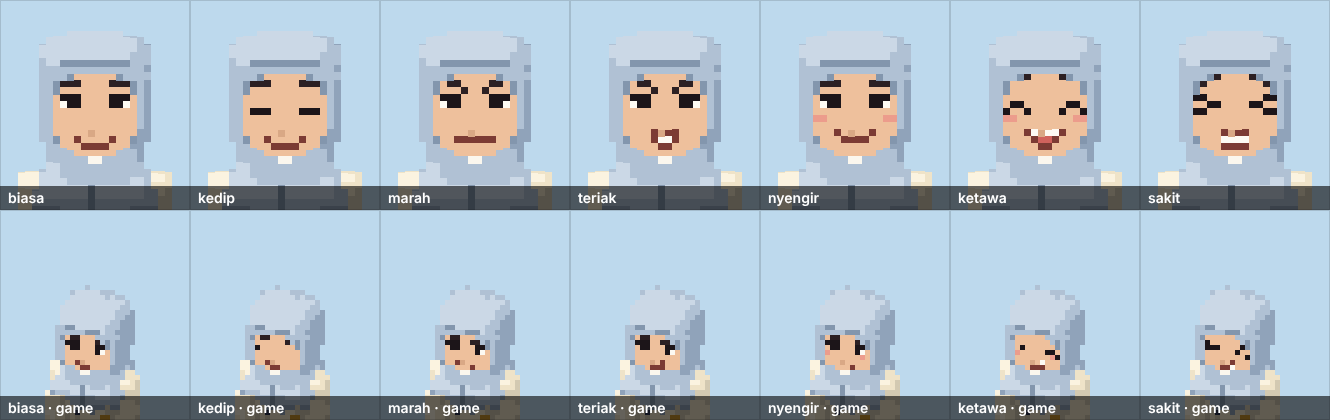 biasa
kedip
marah
teriak
nyengir
ketawa
sakit
biasa · game
kedip · game
marah · game
teriak · game
nyengir · game
ketawa · game
sakit · game